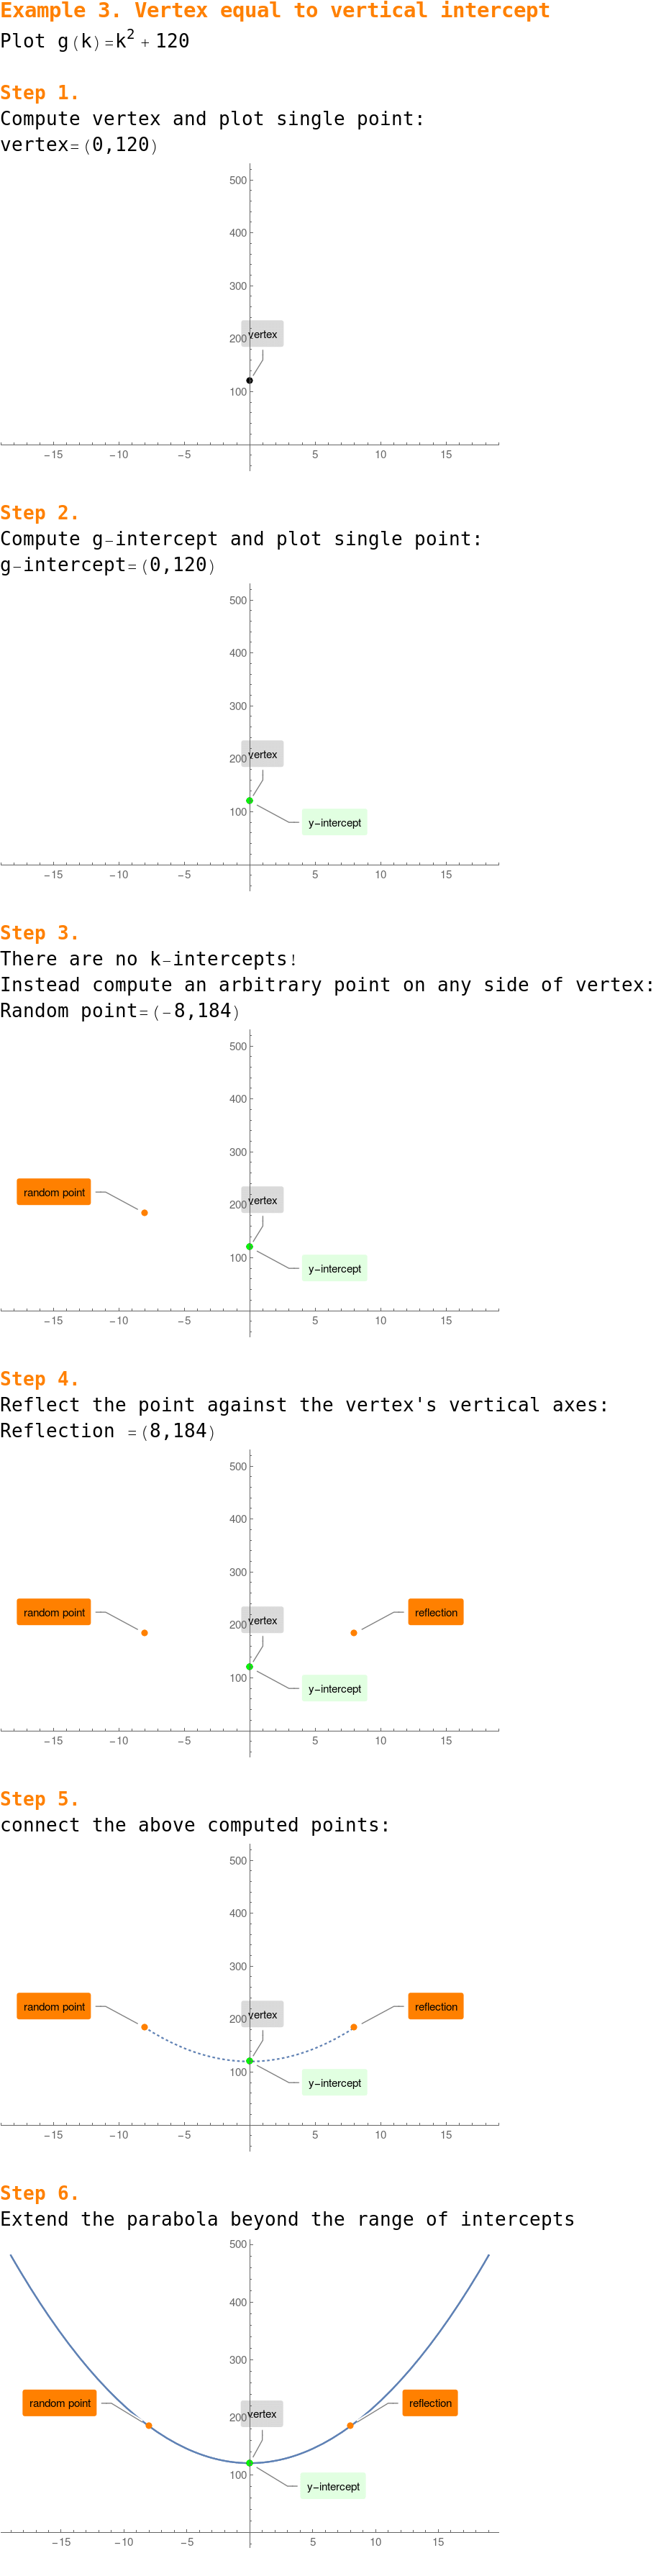 Example 3. Vertex equal to vertical intercept
Plot g(k)=k² + 120
Step 1.
Compute vertex and plot single point:
vertex=(0,120)
500
400
300
200
vertex
100
−15 −10 −5 5 10 15
Step 2.
Compute g−intercept and plot single point:
g−intercept=(0,120)
500
400
300
200
vertex
100
y−intercept
−15 −10 −5 5 10 15
Step 3.
There are no k−intercepts!
Instead compute an arbitrary point on any side of vertex:
Random point=(−8,184)
500
400
300
random point
200
vertex
100
y−intercept
−15 −10 −5 5 10 15
Step 4.
Reflect the point against the vertex's vertical axes:
Reflection =(8,184)
500
400
300
random point
reflection
200
vertex
100
y−intercept
−15 −10 −5 5 10 15
Step 5.
connect the above computed points:
500
400
300
random point
reflection
200
vertex
100
y−intercept
−15 −10 −5 5 10 15
Step 6.
Extend the parabola beyond the range of intercepts
500
400
300
random point
reflection
200
vertex
100
y−intercept
−15 −10 −5 5 10 15